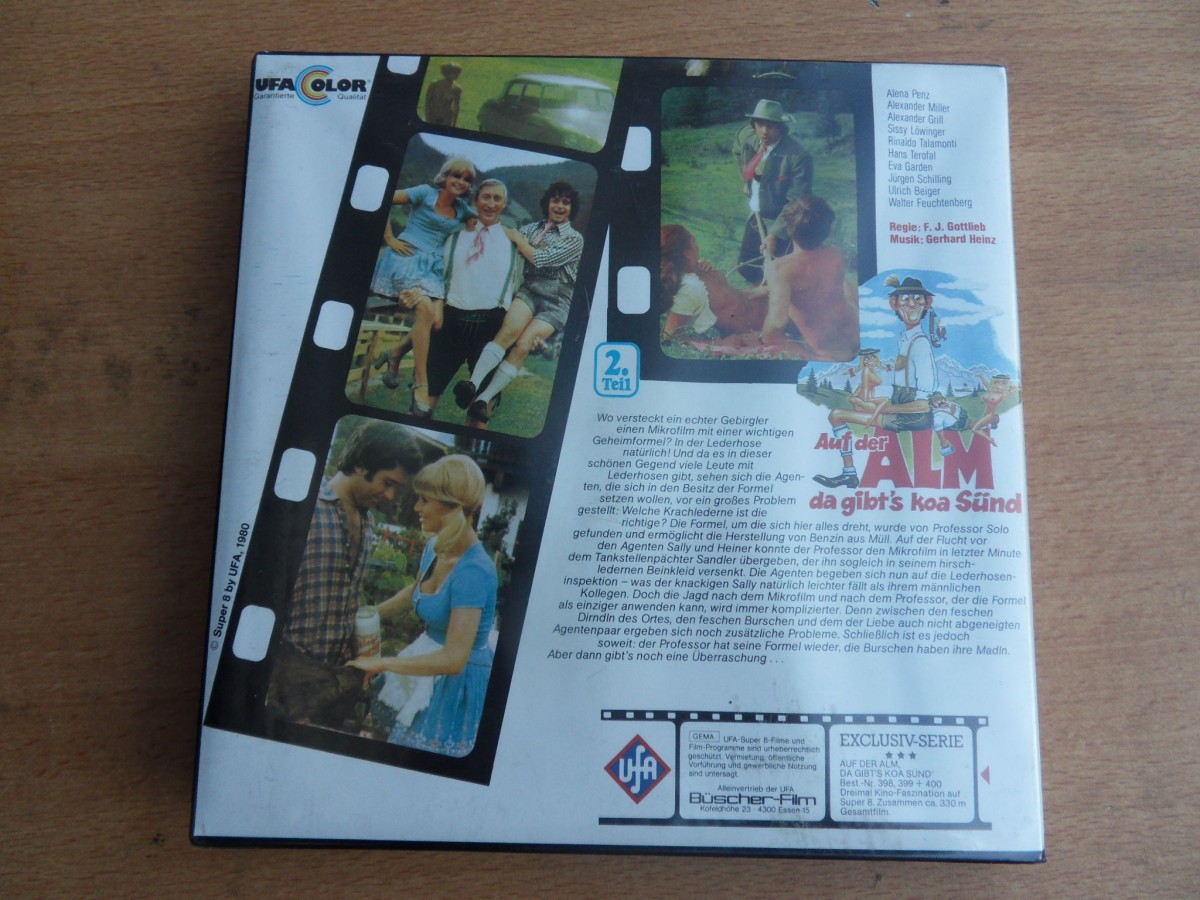 UFACOLOR®
Garantierte Qualität
Alena Penz
Alexander Miller
Alexander Grill
Sissy Löwinger
Rinaldo Talamonti
Hans Terofal
Eva Garden
Jürgen Schilling
Ulrich Beiger
Walter Feuchtenberg
Regie: F. J. Gottlieb
Musik: Gerhard Heinz
2.
Teil
Auf der
ALM
da gibt's koa Sünd
Wo versteckt ein echter Gebirgler
einen Mikrofilm mit einer wichtigen
Geheimformel? In der Lederhose
natürlich! Und da es in dieser
schönen Gegend viele Leute mit
Lederhosen gibt, sehen sich die Agen-
ten, die sich in den Besitz der Formel
setzen wollen, vor ein großes Problem
gestellt: Welche Krachlederne ist die
richtige? Die Formel, um die sich hier alles dreht, wurde von Professor Solo
gefunden und ermöglicht die Herstellung von Benzin aus Müll. Auf der Flucht vor
den Agenten Sally und Heiner konnte der Professor den Mikrofilm in letzter Minute
dem Tankstellenpächter Sandler übergeben, der ihn sogleich in seinem hirsch-
ledernen Beinkleid versenkt. Die Agenten begeben sich nun auf die Lederhosen-
inspektion – was der knackigen Sally natürlich leichter fällt als ihrem männlichen
Kollegen. Doch die Jagd nach dem Mikrofilm und nach dem Professor, der die Formel
als einziger anwenden kann, wird immer komplizierter. Denn zwischen den feschen
Dirndln des Ortes, den feschen Burschen und dem der Liebe auch nicht abgeneigten
Agentenpaar ergeben sich noch zusätzliche Probleme. Schließlich ist es jedoch
soweit: der Professor hat seine Formel wieder, die Burschen haben ihre Madln.
Aber dann gibt's noch eine Überraschung ...
© Super 8 by UFA, 1980
UfA
GEMA UFA-Super 8-Filme und
Film-Programme sind urheberrechtlich
geschützt. Vermietung, öffentliche
Vorführung und gewerbliche Nutzung
sind untersagt.
Alleinvertrieb der UFA
Büscher-Film
Kofeldhöhe 23 · 4300 Essen 15
EXCLUSIV-SERIE
★★★
AUF DER ALM,
DA GIBT'S KOA SÜND'
Best.-Nr. 398, 399 + 400
Dreimal Kino-Faszination auf
Super 8. Zusammen ca. 330 m
Gesamtfilm.